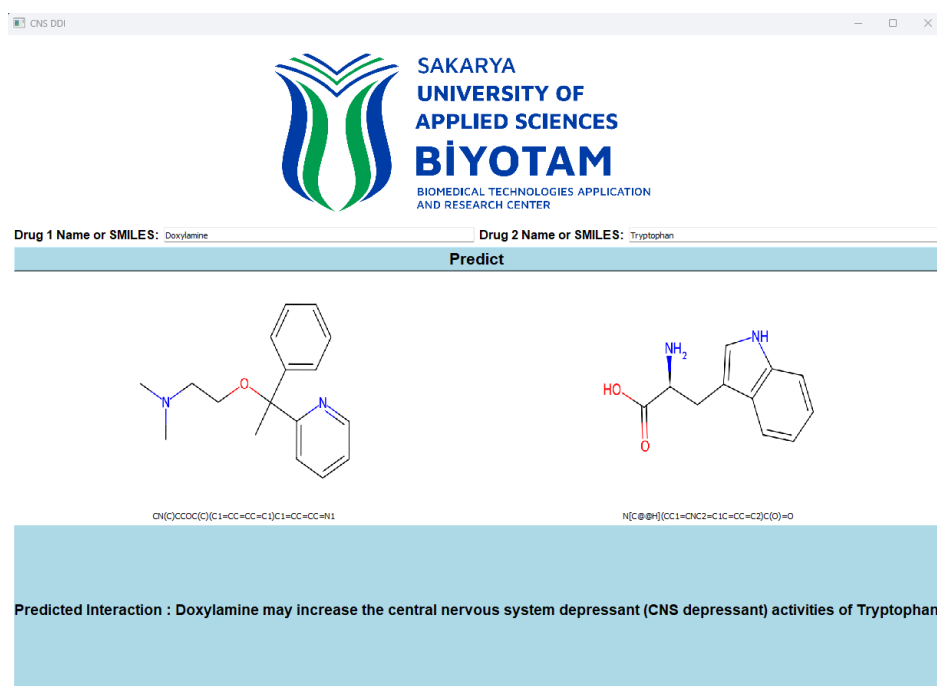 CNS DDI
SAKARYA
UNIVERSITY OF
APPLIED SCIENCES
BİYOTAM
BIOMEDICAL TECHNOLOGIES APPLICATION
AND RESEARCH CENTER
Drug 1 Name or SMILES: Doxylamine Drug 2 Name or SMILES: Tryptophan
Predict
NH
NH2
O
HO
N
N
O
CN(C)CCOC(C)(C1=CC=CC=C1)C1=CC=CC=N1 N[C@@H](CC1=CNC2=C1C=CC=C2)C(O)=O
Predicted Interaction : Doxylamine may increase the central nervous system depressant (CNS depressant) activities of Tryptophan